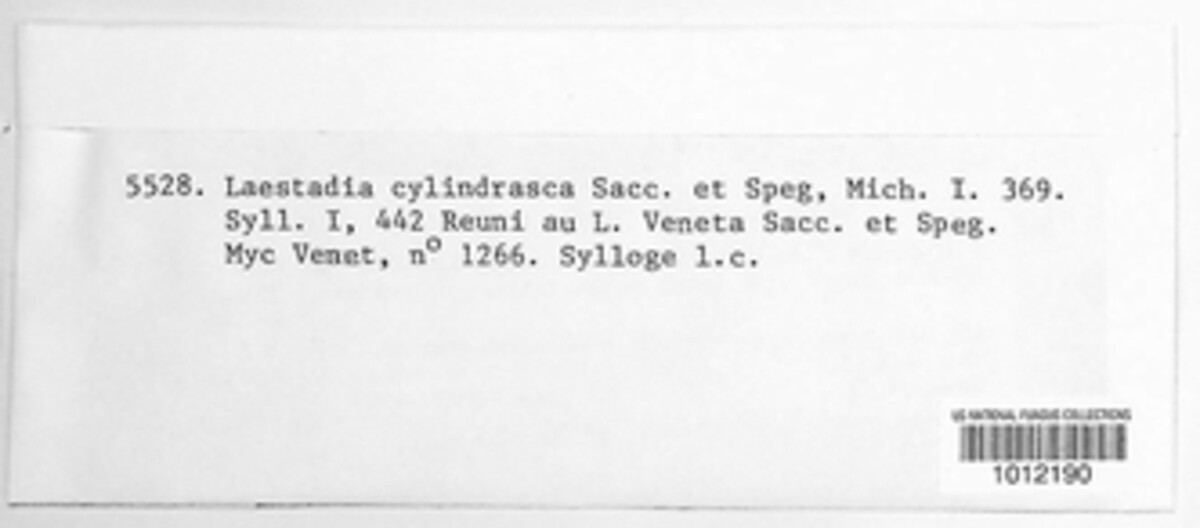 5528. Laestadia cylindrasca Sacc. et Speg, Mich. I. 369.
Syll. I, 442 Reuni au L. Veneta Sacc. et Speg.
Myc Venet, nº 1266. Sylloge l.c.
US NATIONAL FUNGUS COLLECTIONS
1012190